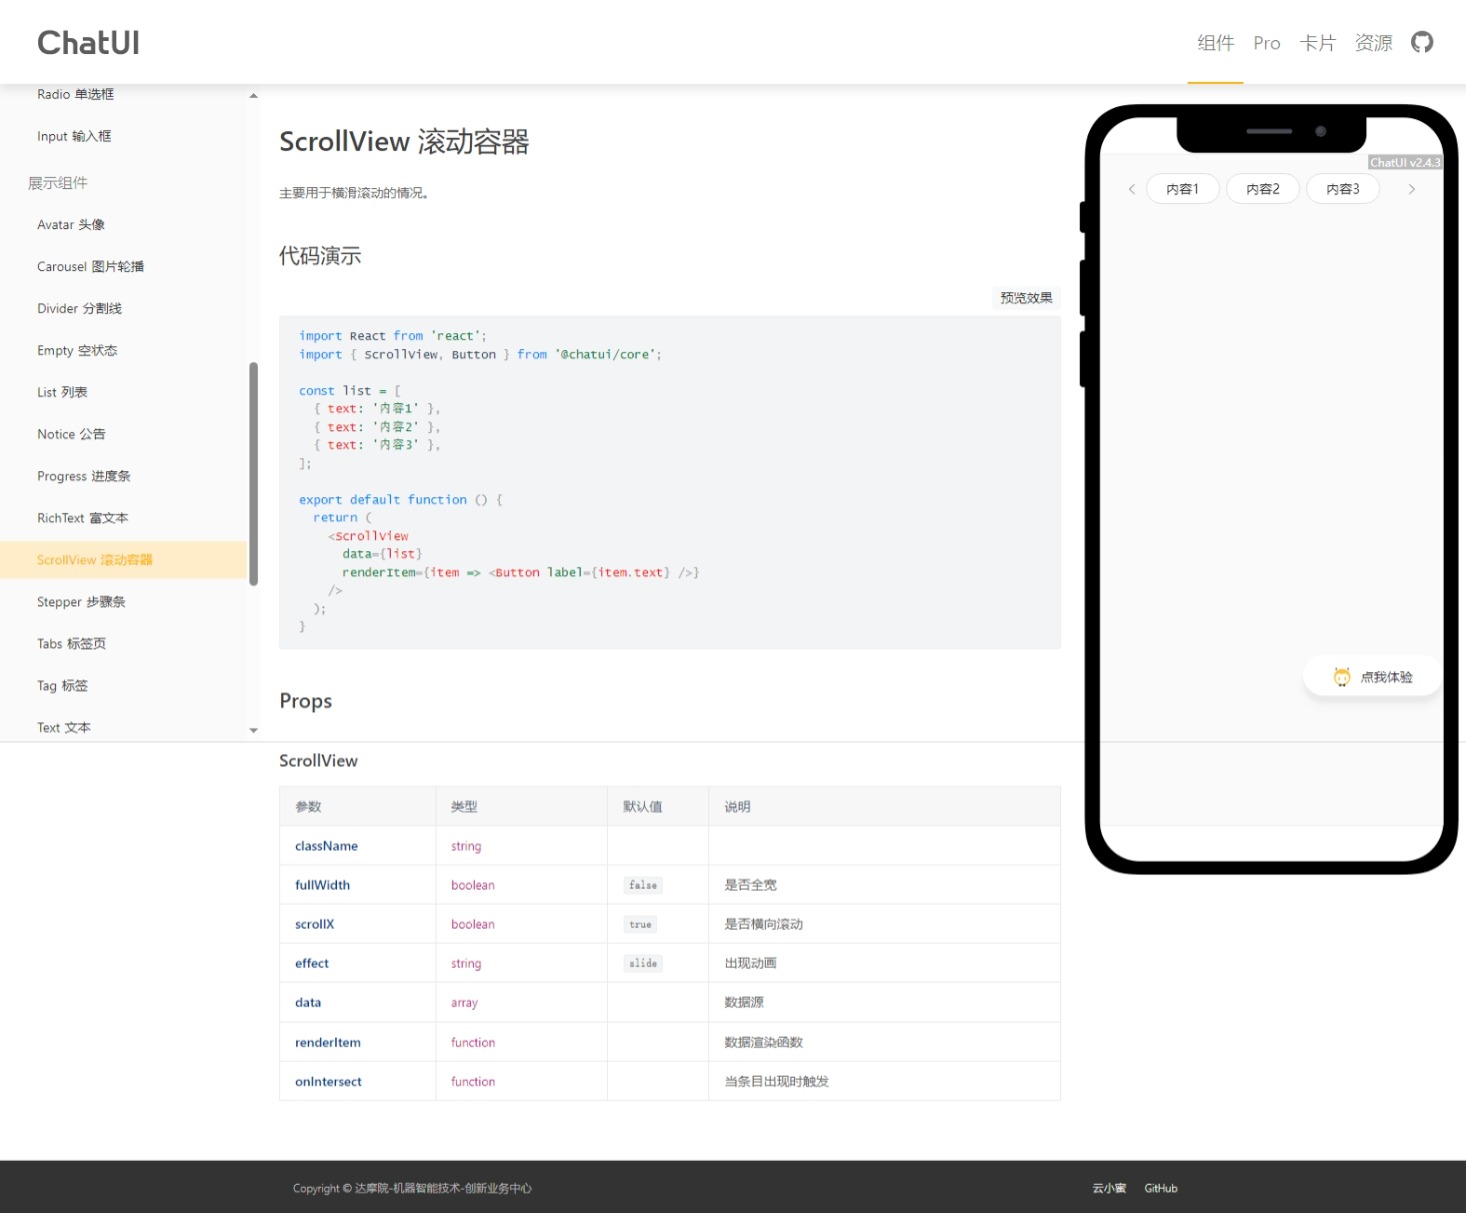 ChatUI
组件 Pro 卡片 资源
Radio 单选框
Input 输入框
展示组件
Avatar 头像
Carousel 图片轮播
Divider 分割线
Empty 空状态
List 列表
Notice 公告
Progress 进度条
RichText 富文本
ScrollView 滚动容器
Stepper 步骤条
Tabs 标签页
Tag 标签
Text 文本
ScrollView 滚动容器
主要用于横滑滚动的情况。
代码演示
预览效果
import React from 'react';
import { ScrollView, Button } from '@chatui/core';
const list = [
{ text: '内容1' },
{ text: '内容2' },
{ text: '内容3' },
];
export default function () {
return (
<ScrollView
data={list}
renderItem={item => <Button label={item.text} />}
/>
);
}
Props
ScrollView
参数 类型 默认值 说明
className string
fullWidth boolean false 是否全宽
scrollX boolean true 是否横向滚动
effect string slide 出现动画
data array 数据源
renderItem function 数据渲染函数
onIntersect function 当条目出现时触发
ChatUI v2.4.3
内容1 内容2 内容3
点我体验
Copyright © 达摩院-机器智能技术-创新业务中心
云小蜜 GitHub